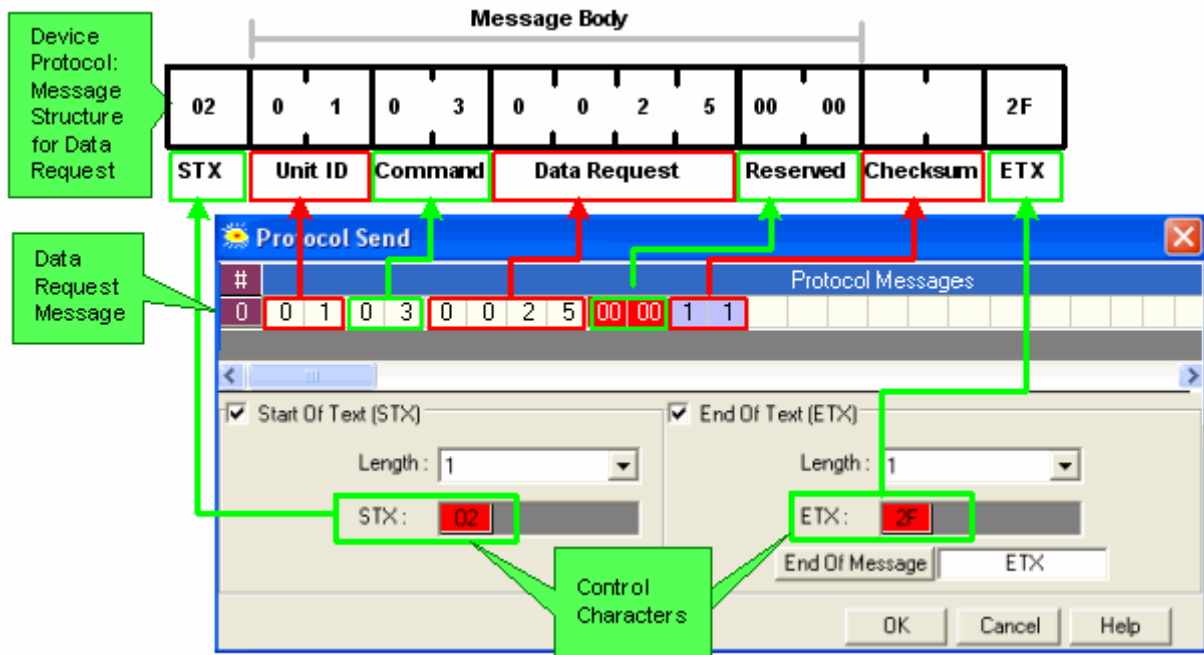 Message Body
Device
Protocol:
Message
Structure
for Data
Request
02 0 1 0 3 0 0 2 5 00 00 2F
STX Unit ID Command Data Request Reserved Checksum ETX
Protocol Send
Data
Request
Message
# Protocol Messages
0 0 1 0 3 0 0 2 5 00 00 1 1
Start Of Text (STX)
Length : 1
STX : 02
End Of Text (ETX)
Length : 1
ETX : 2F
End Of Message ETX
Control
Characters
OK Cancel Help